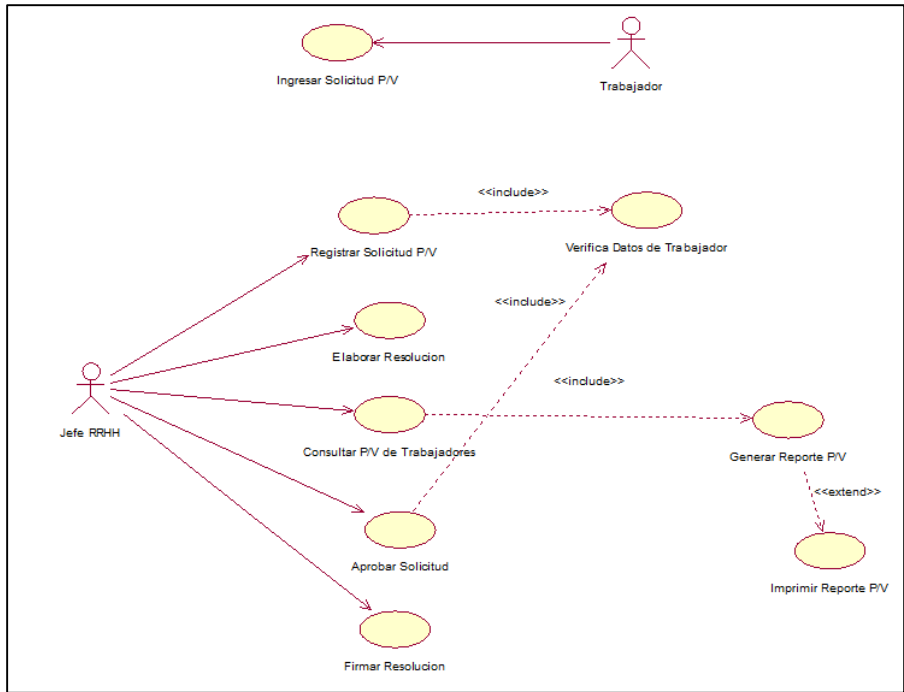 Ingresar Solicitud P/V
Trabajador
<<include>>
Registrar Solicitud P/V
Verifica Datos de Trabajador
<<include>>
Elaborar Resolucion
<<include>>
Jefe RRHH
Consultar P/V de Trabajadores
Generar Reporte P/V
<<extend>>
Aprobar Solicitud
Imprimir Reporte P/V
Firmar Resolucion